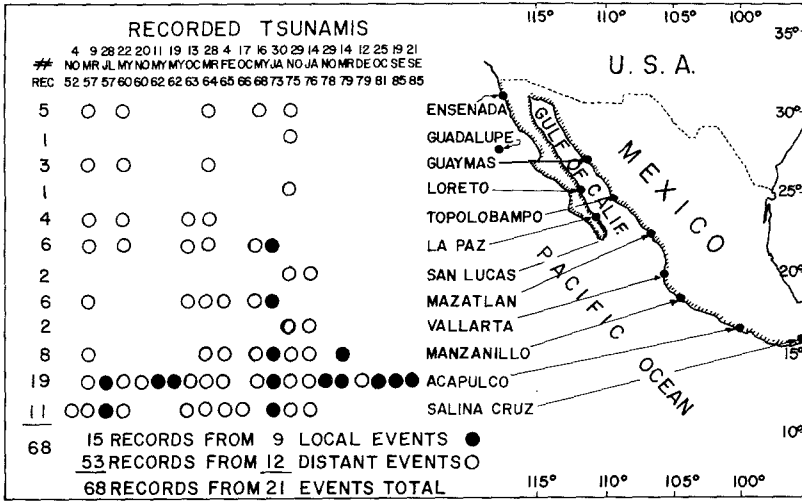 RECORDED TSUNAMIS
4 9 28 22 20 11 19 13 28 4 17 16 30 29 14 29 14 12 25 19 21
# NO MR JL MY NO MY MY OC MR FE OC MY JA NO JA NO MR DE OC SE SE
REC 52 57 57 60 60 62 62 63 64 65 66 68 73 75 76 78 79 79 81 85 85
5 ENSENADA
1 GUADALUPE
3 GUAYMAS
1 LORETO
4 TOPOLOBAMPO
6 LA PAZ
2 SAN LUCAS
6 MAZATLAN
2 VALLARTA
8 MANZANILLO
19 ACAPULCO
11 SALINA CRUZ
68
15 RECORDS FROM 9 LOCAL EVENTS
53 RECORDS FROM 12 DISTANT EVENTS
68 RECORDS FROM 21 EVENTS TOTAL
115° 110° 105° 100°
35°
U. S. A.
30°
GULF OF CALIF.
MEXICO
25°
20°
PACIFIC OCEAN
15°
10°
115° 110° 105° 100°